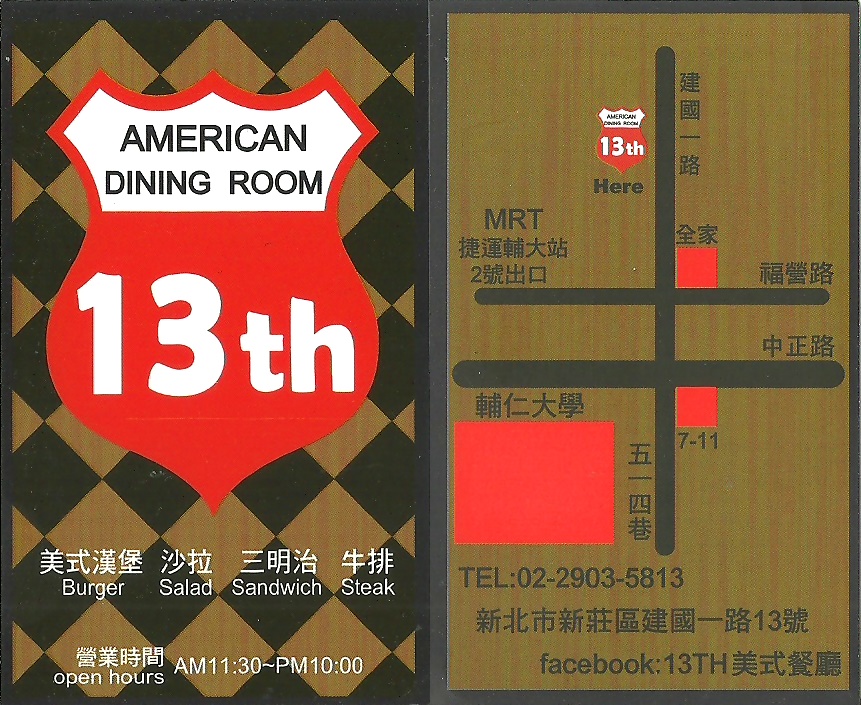 AMERICAN
DINING ROOM
13th
美式漢堡 沙拉 三明治 牛排
Burger Salad Sandwich Steak
營業時間
open hours
AM11:30~PM10:00
建國一路
AMERICAN
DINING ROOM
13th
Here
MRT
捷運輔大站
2號出口
全家
福營路
中正路
輔仁大學
7-11
五一四巷
TEL:02-2903-5813
新北市新莊區建國一路13號
facebook:13TH美式餐廳